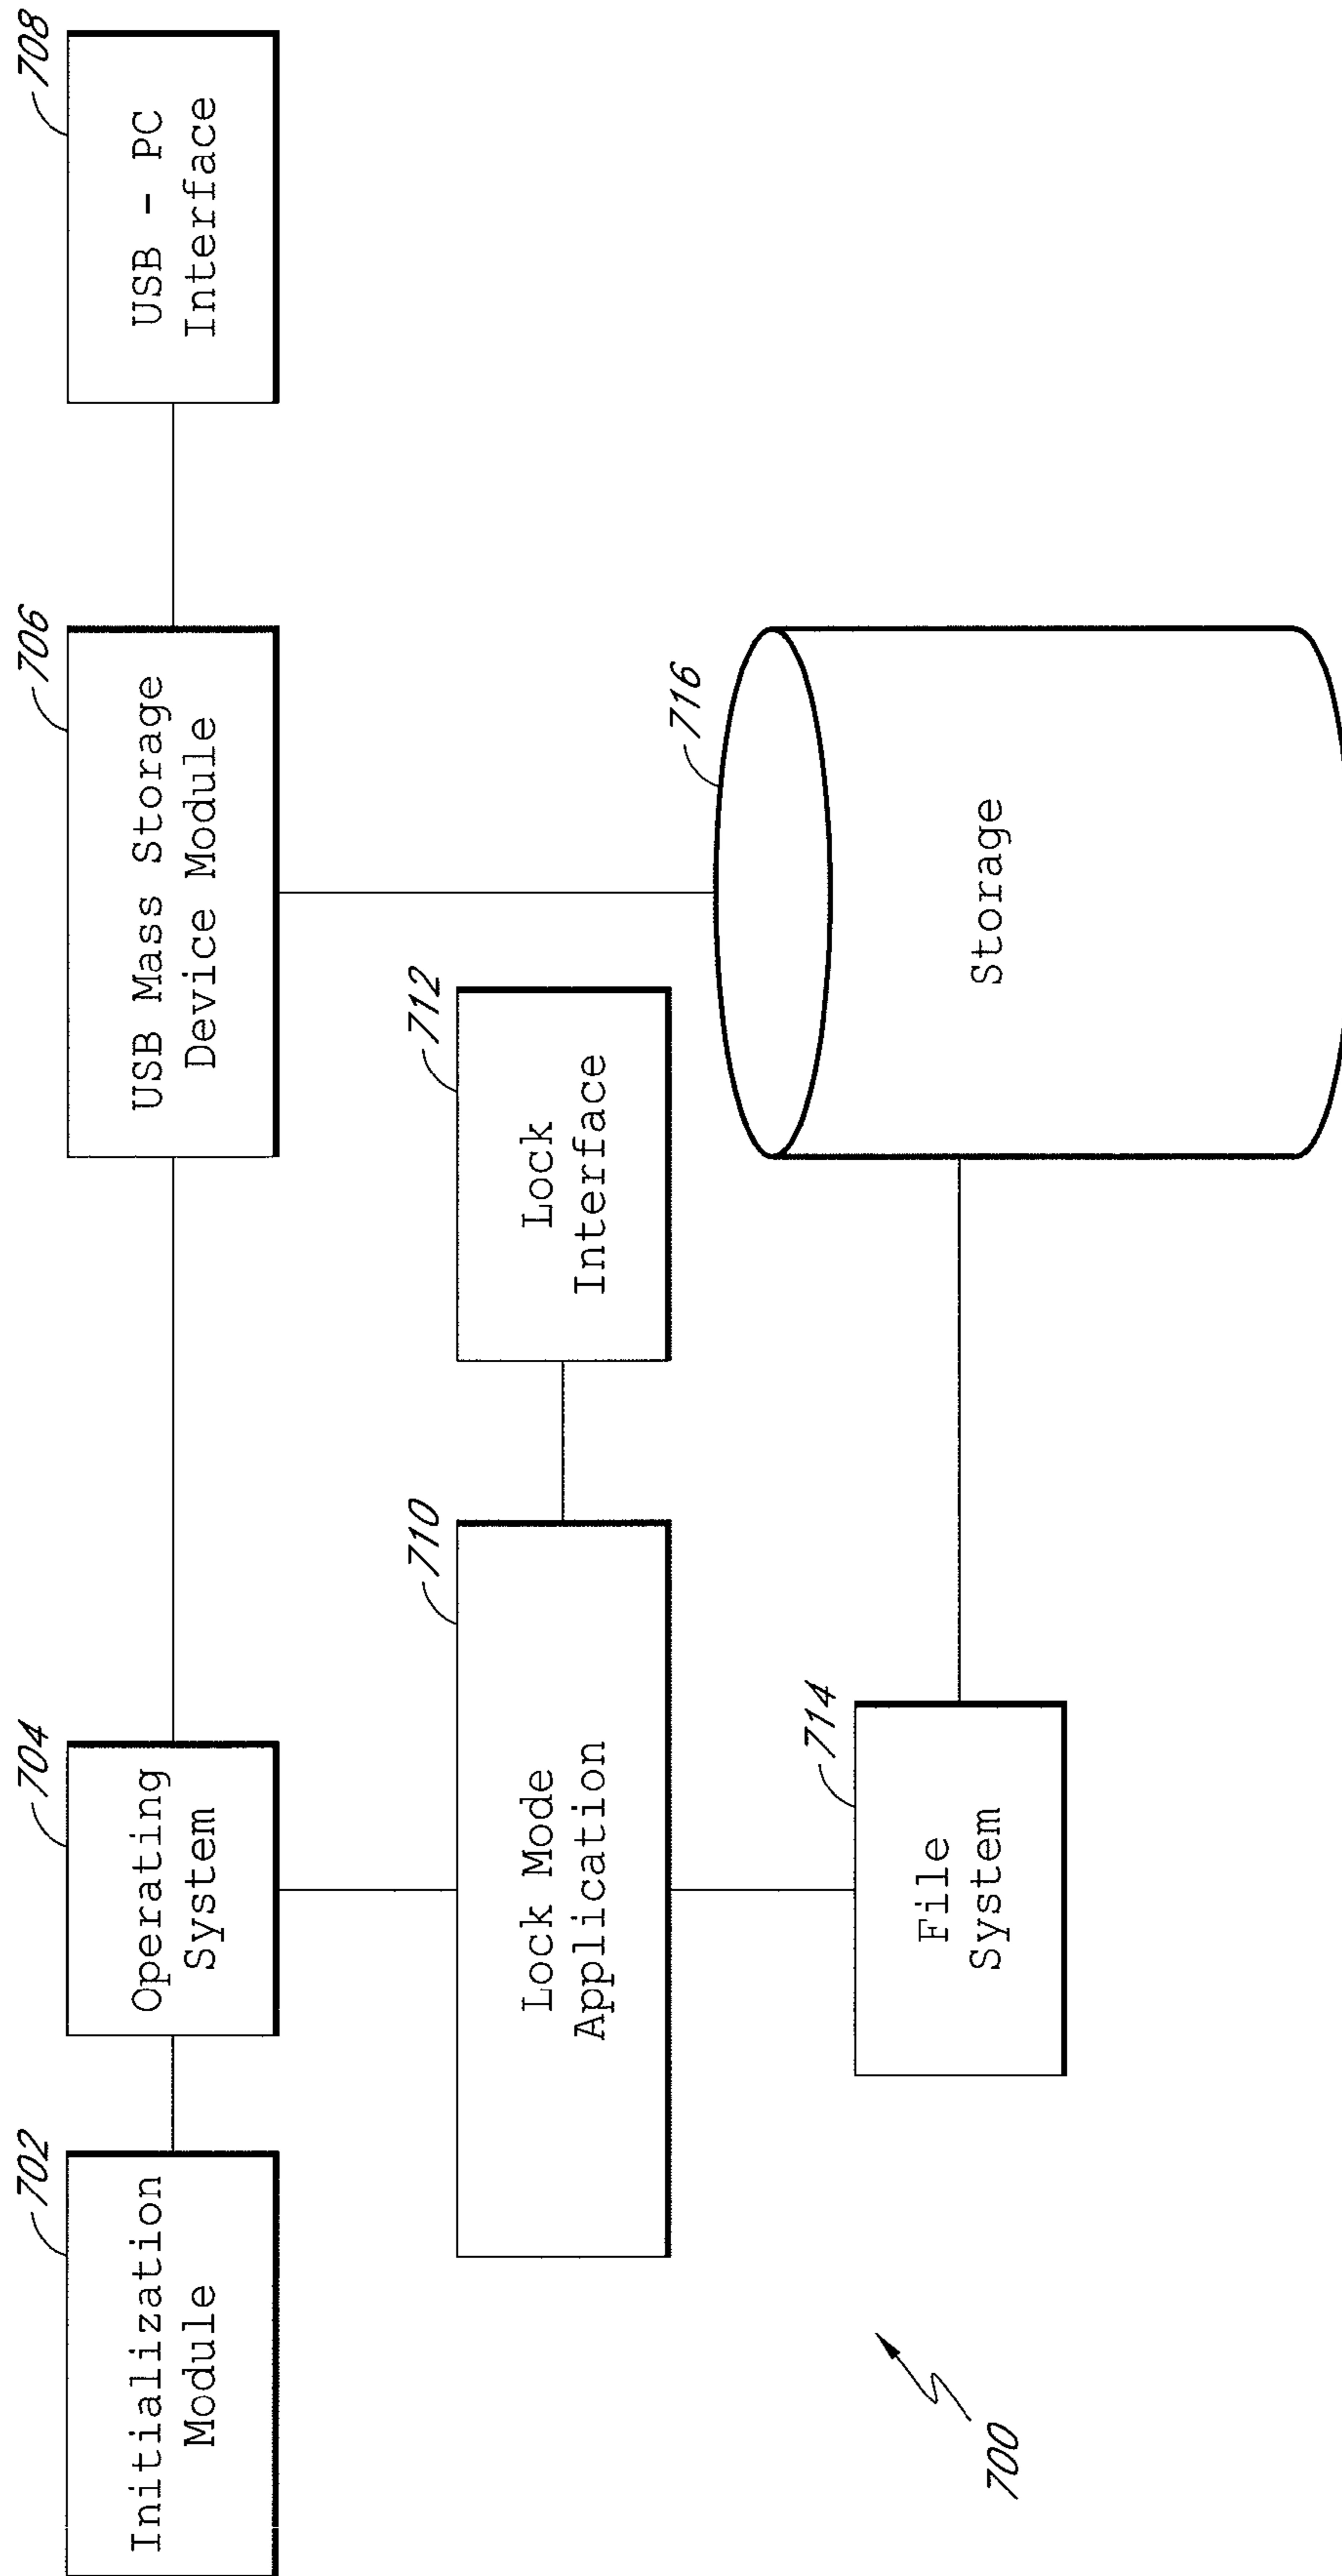 702
Initialization
Module
704
Operating
System
706
USB Mass Storage
Device Module
708
USB - PC
Interface
710
Lock Mode
Application
712
Lock
Interface
714
File
System
716
Storage
700